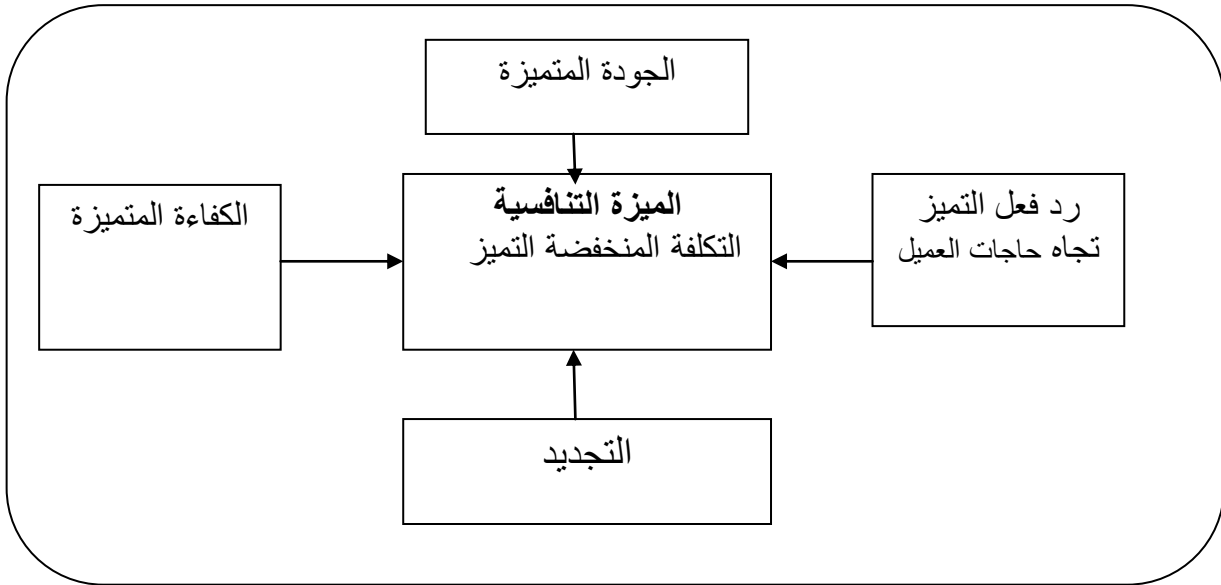 الجودة المتميزة
الميزة التنافسية
التكلفة المنخفضة التميز
رد فعل التميز
تجاه حاجات العميل
الكفاءة المتميزة
التجديد